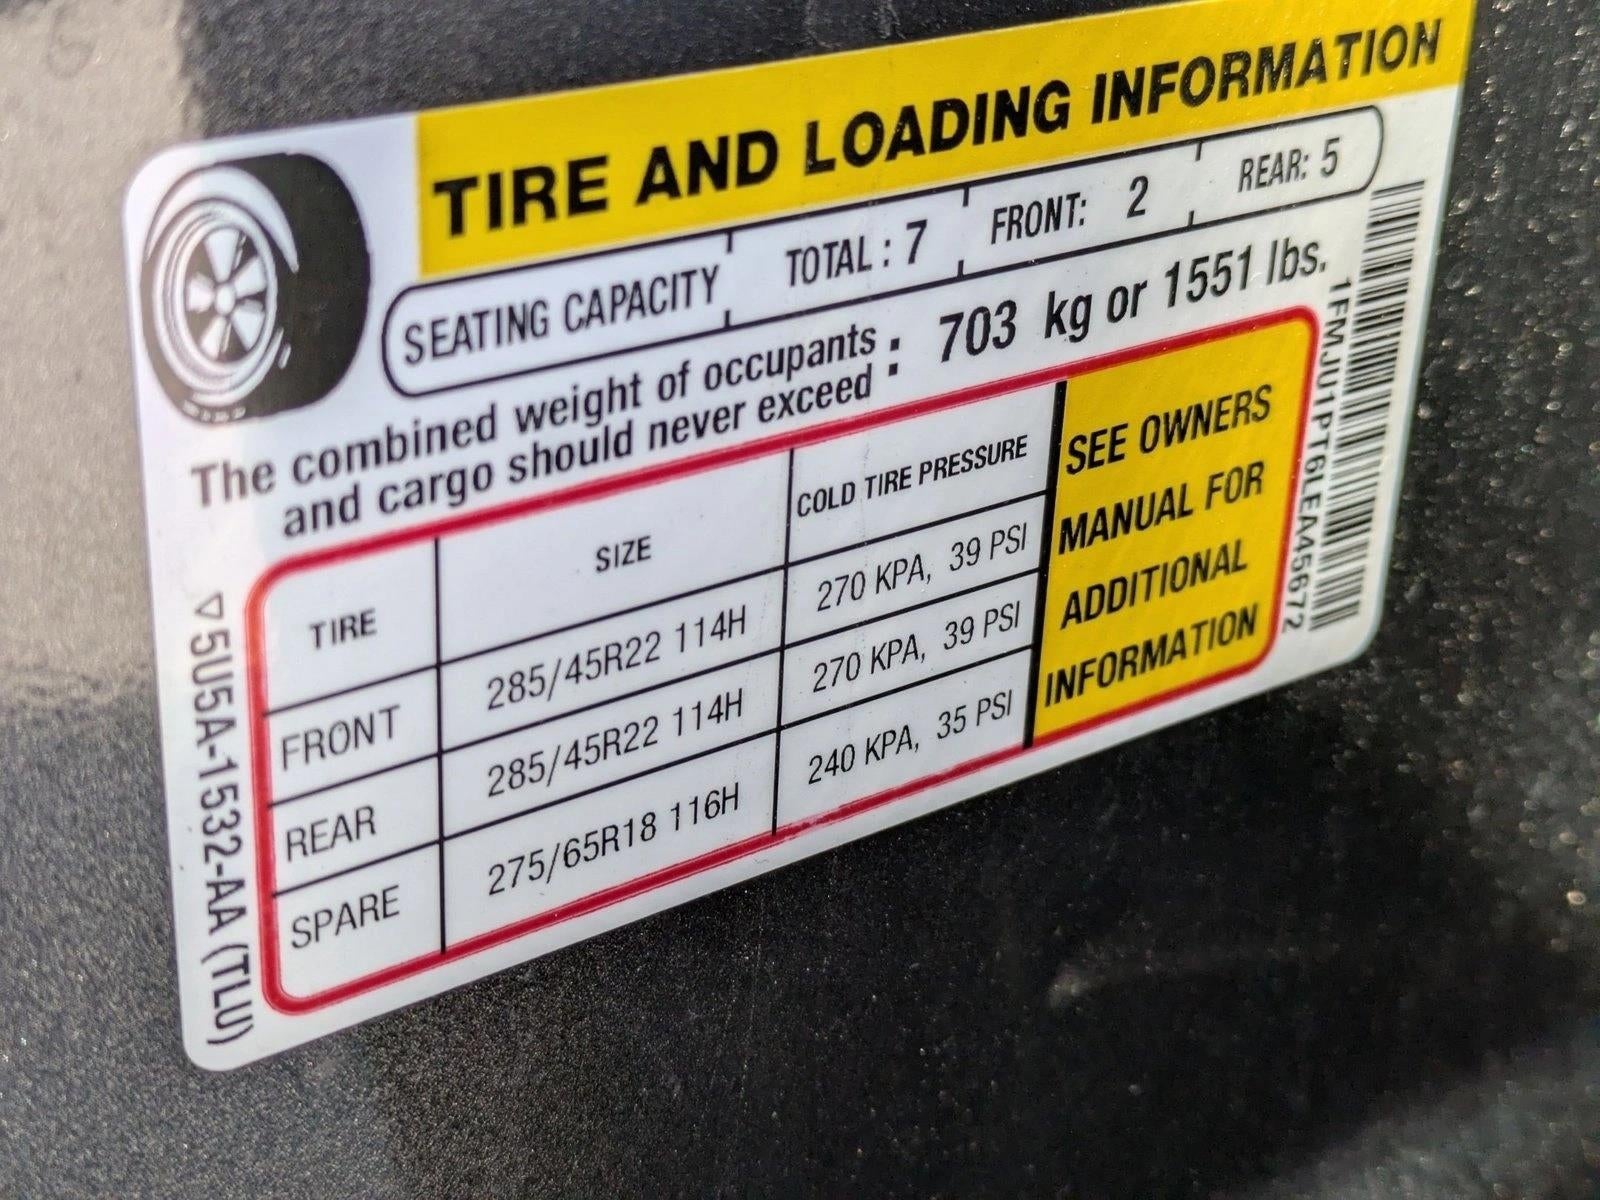 TIRE AND LOADING INFORMATION
SEATING CAPACITY TOTAL : 7 FRONT: 2 REAR: 5
The combined weight of occupants
and cargo should never exceed : 703 kg or 1551 lbs.
TIRE SIZE COLD TIRE PRESSURE
FRONT 285/45R22 114H 270 KPA, 39 PSI
REAR 285/45R22 114H 270 KPA, 39 PSI
SPARE 275/65R18 116H 240 KPA, 35 PSI
SEE OWNERS
MANUAL FOR
ADDITIONAL
INFORMATION
1FMJU1PT6LEA45672
▽5U5A-1532-AA (TLU)